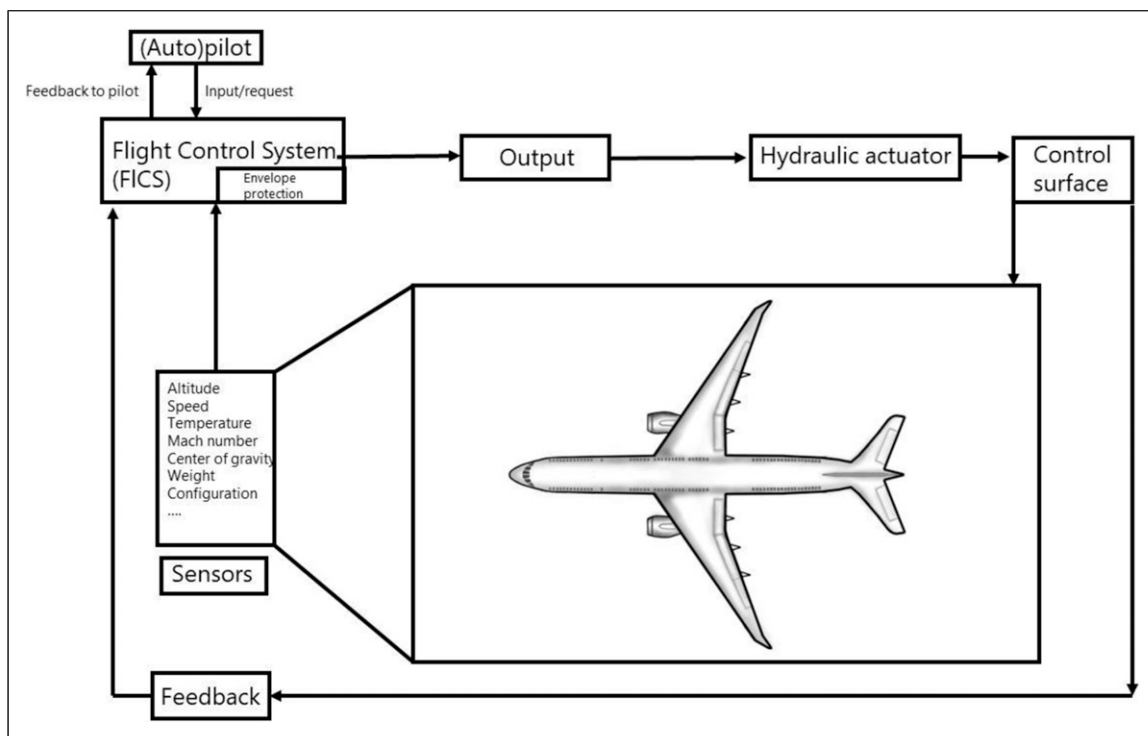 (Auto)pilot
Feedback to pilot
Input/request
Flight Control System
(FlCS)
Envelope
protection
Output
Hydraulic actuator
Control
surface
Altitude
Speed
Temperature
Mach number
Center of gravity
Weight
Configuration
....
Sensors
Feedback